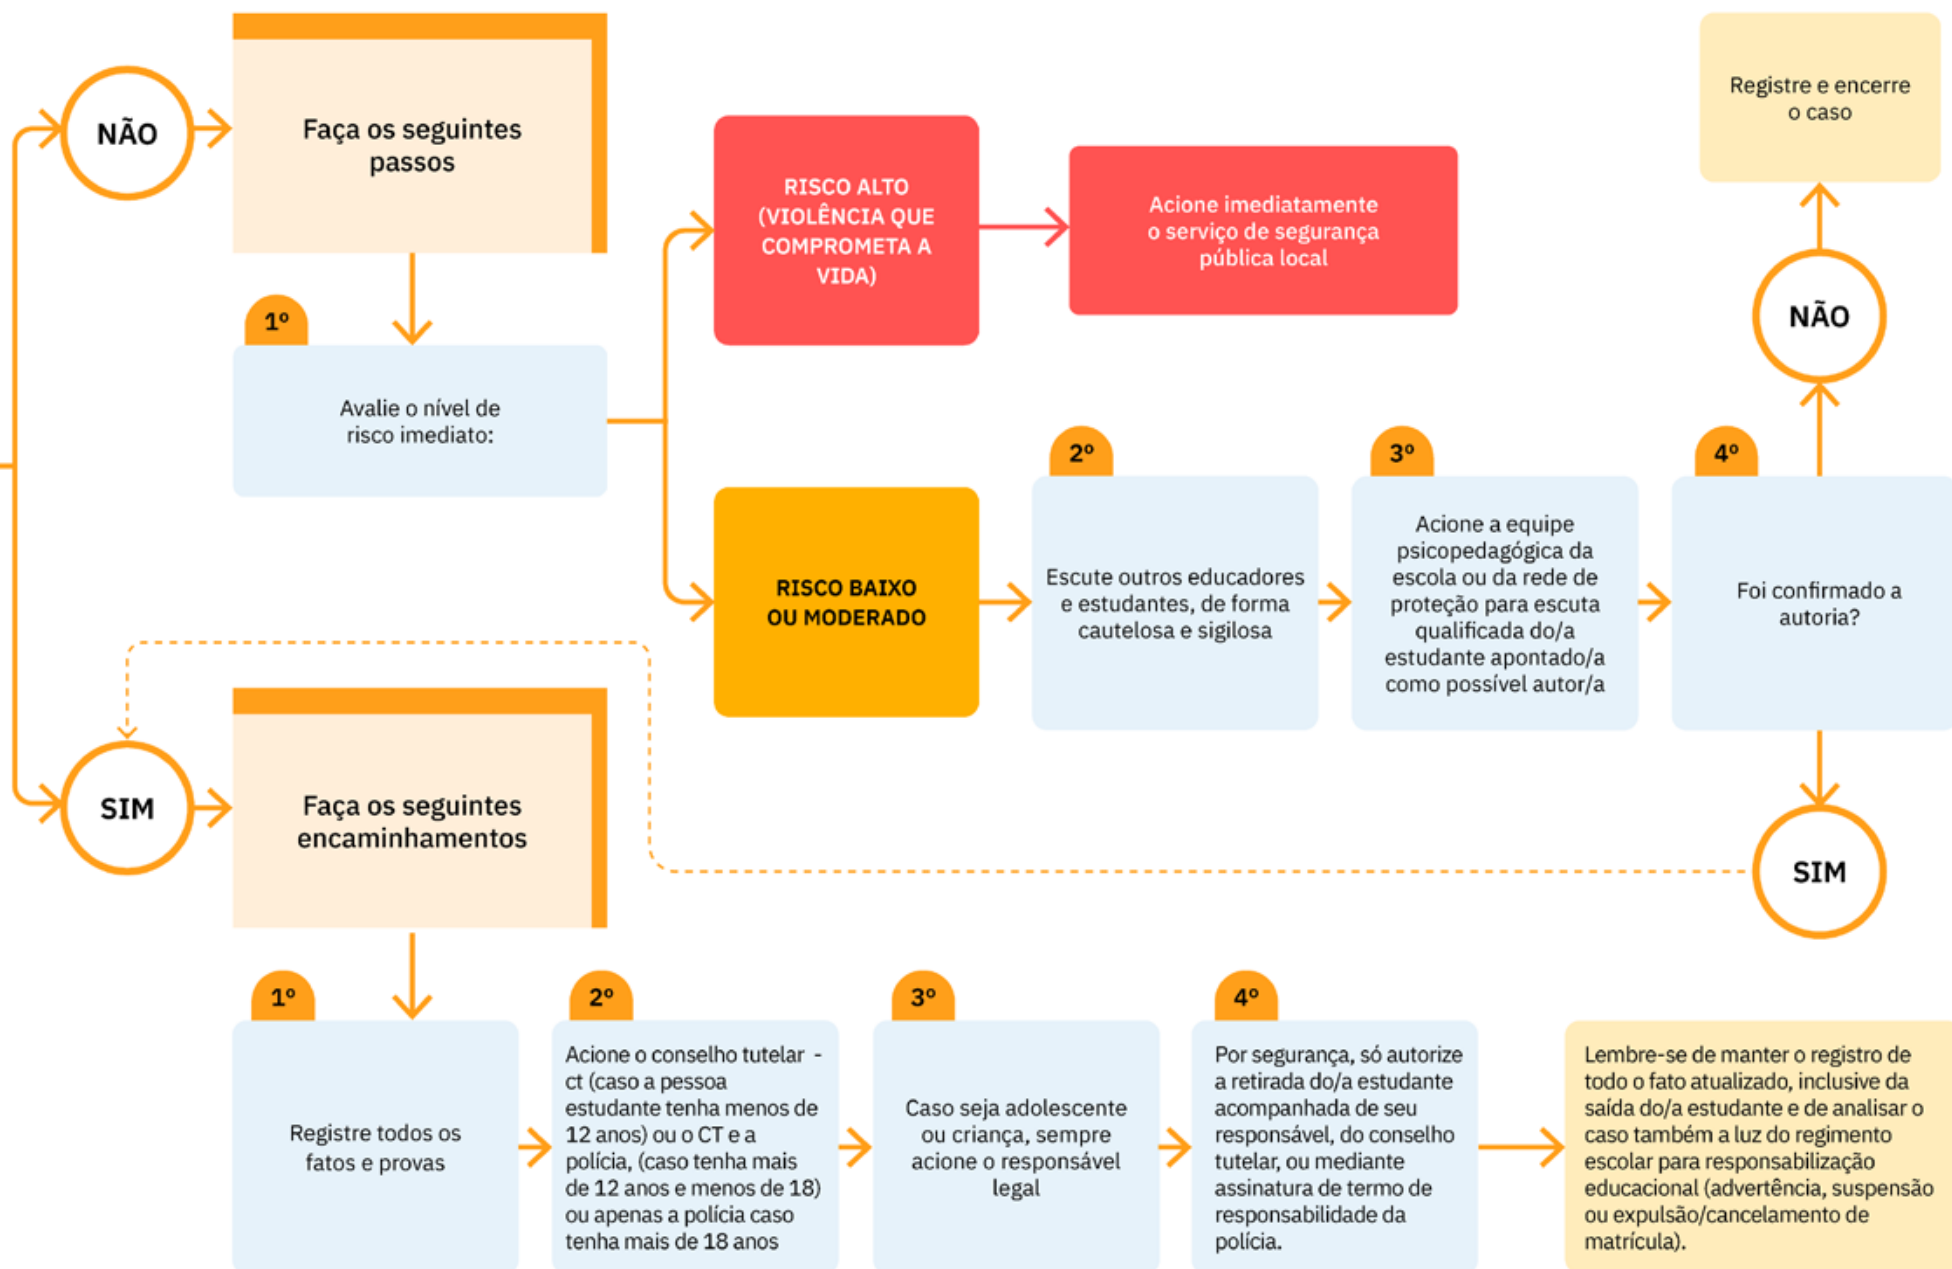 NÃO
Faça os seguintes
passos
1º
Avalie o nível de
risco imediato:
RISCO ALTO
(VIOLÊNCIA QUE
COMPROMETA A
VIDA)
Acione imediatamente
o serviço de segurança
pública local
RISCO BAIXO
OU MODERADO
2º
Escute outros educadores
e estudantes, de forma
cautelosa e sigilosa
3º
Acione a equipe
psicopedagógica da
escola ou da rede de
proteção para escuta
qualificada do/a
estudante apontado/a
como possível autor/a
4º
Foi confirmado a
autoria?
NÃO
Registre e encerre
o caso
SIM
SIM
Faça os seguintes
encaminhamentos
1º
Registre todos os
fatos e provas
2º
Acione o conselho tutelar -
ct (caso a pessoa
estudante tenha menos de
12 anos) ou o CT e a
polícia, (caso tenha mais
de 12 anos e menos de 18)
ou apenas a polícia caso
tenha mais de 18 anos
3º
Caso seja adolescente
ou criança, sempre
acione o responsável
legal
4º
Por segurança, só autorize
a retirada do/a estudante
acompanhada de seu
responsável, do conselho
tutelar, ou mediante
assinatura de termo de
responsabilidade da
polícia.
Lembre-se de manter o registro de
todo o fato atualizado, inclusive da
saída do/a estudante e de analisar o
caso também a luz do regimento
escolar para responsabilização
educacional (advertência, suspensão
ou expulsão/cancelamento de
matrícula).